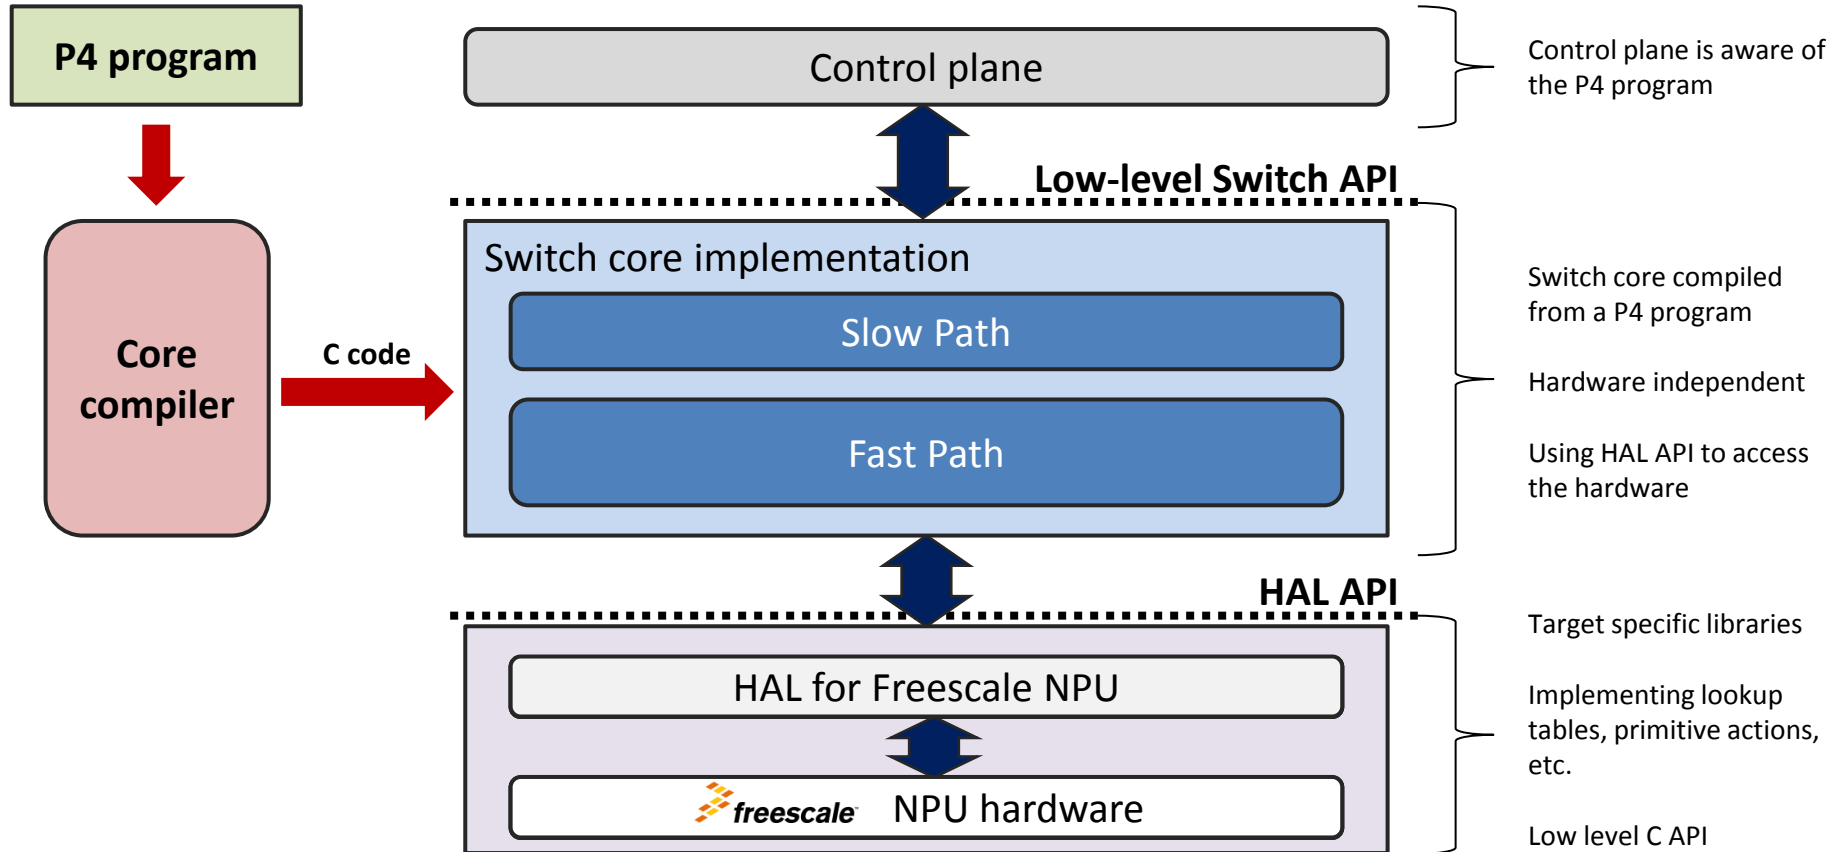 P4 program
Control plane
Control plane is aware of
the P4 program
Low-level Switch API
Core
compiler
C code
Switch core implementation
Slow Path
Fast Path
Switch core compiled
from a P4 program
Hardware independent
Using HAL API to access
the hardware
HAL API
HAL for Freescale NPU
freescale™ NPU hardware
Target specific libraries
Implementing lookup
tables, primitive actions,
etc.
Low level C API